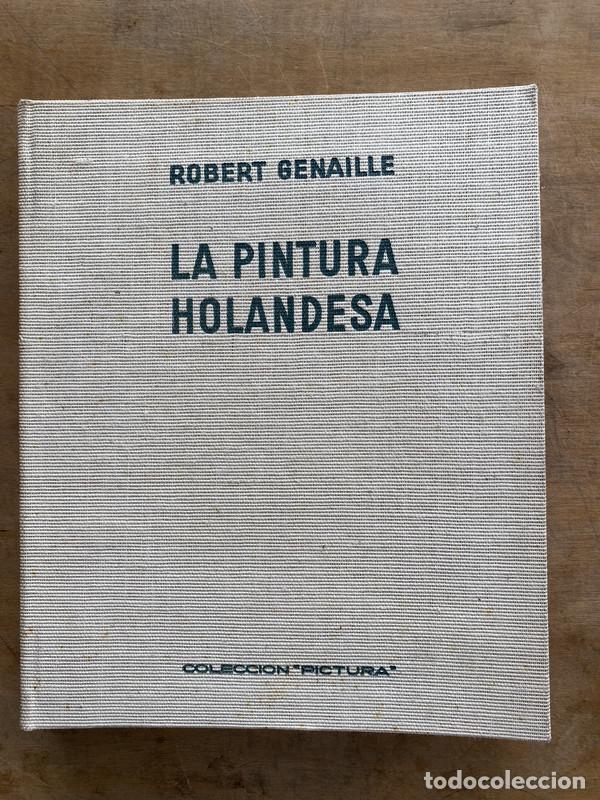 ROBERT GENAILLE
LA PINTURA
HOLANDESA
COLECCION "PICTURA"
todocoleccion